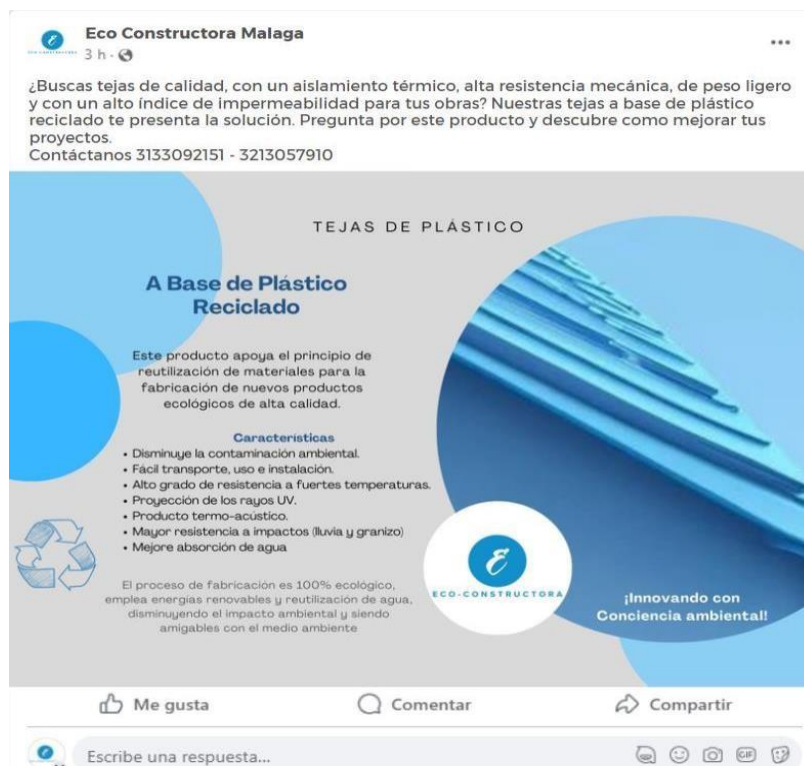 Eco Constructora Malaga
3 h ·
¿Buscas tejas de calidad, con un aislamiento térmico, alta resistencia mecánica, de peso ligero
y con un alto índice de impermeabilidad para tus obras? Nuestras tejas a base de plástico
reciclado te presenta la solución. Pregunta por este producto y descubre como mejorar tus
proyectos.
Contáctanos 3133092151 - 3213057910
TEJAS DE PLÁSTICO
A Base de Plástico
Reciclado
Este producto apoya el principio de
reutilización de materiales para la
fabricación de nuevos productos
ecológicos de alta calidad.
Características
• Disminuye la contaminación ambiental.
• Fácil transporte, uso e instalación.
• Alto grado de resistencia a fuertes temperaturas.
• Proyección de los rayos UV.
• Producto termo-acústico.
• Mayor resistencia a impactos (lluvia y granizo)
• Mejore absorción de agua
El proceso de fabricación es 100% ecológico,
emplea energías renovables y reutilización de agua,
disminuyendo el impacto ambiental y siendo
amigables con el medio ambiente
ECO-CONSTRUCTORA
¡Innovando con
Conciencia ambiental!
Me gusta
Comentar
Compartir
Escribe una respuesta...
GIF